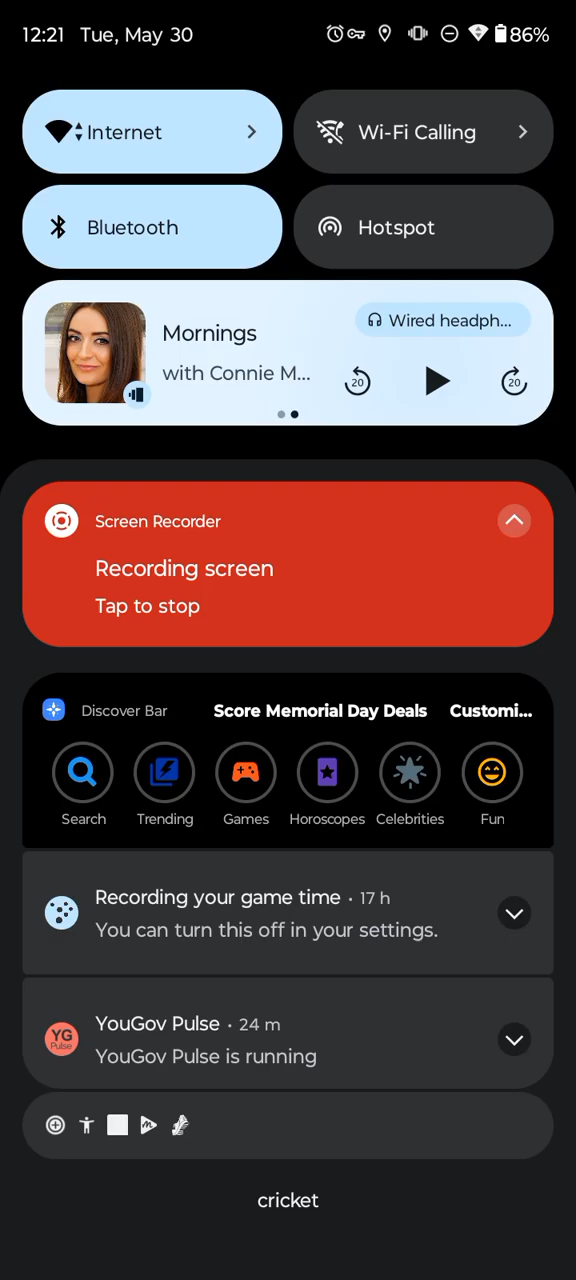 12:21 Tue, May 30 86%
Internet
Wi-Fi Calling
Bluetooth
Hotspot
Wired headph...
Mornings
with Connie M...
20
20
Screen Recorder
Recording screen
Tap to stop
Discover Bar Score Memorial Day Deals Customi...
Search Trending Games Horoscopes Celebrities Fun
Recording your game time · 17 h
You can turn this off in your settings.
YG
Pulse
YouGov Pulse · 24 m
YouGov Pulse is running
cricket